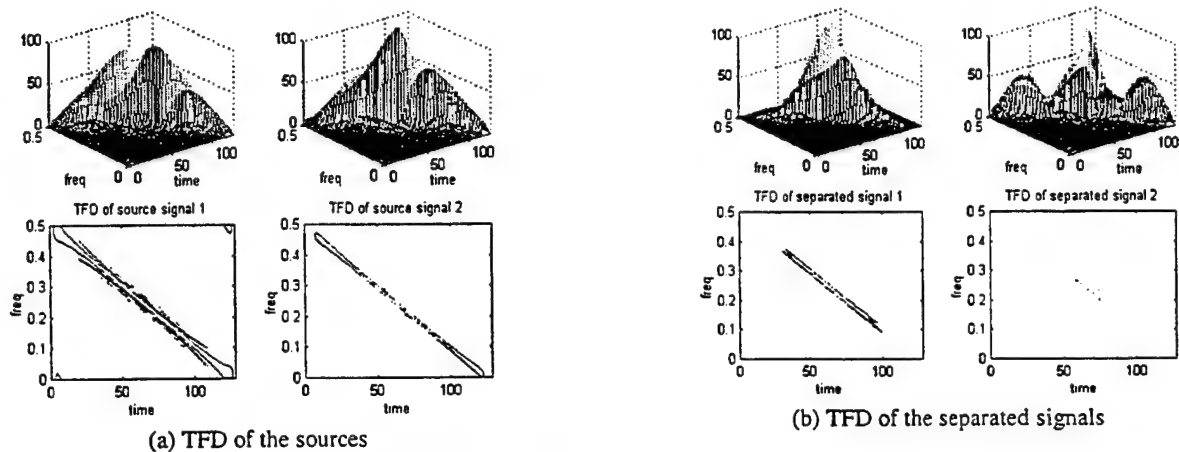 100
50
0
0.5
freq
0 0
50
100
time
100
50
0
0.5
freq
0 0
50
100
time
TFD of source signal 1
0.5
0.4
0.3
0.2
0.1
0
freq
0
50
100
time
TFD of source signal 2
0.5
0.4
0.3
0.2
0.1
0
freq
0
50
100
time
(a) TFD of the sources
100
50
0
0.5
freq
0 0
50
100
time
100
50
0
0.5
freq
0 0
50
100
time
TFD of separated signal 1
0.5
0.4
0.3
0.2
0.1
0
freq
0
50
100
time
TFD of separated signal 2
0.5
0.4
0.3
0.2
0.1
0
freq
0
50
100
time
(b) TFD of the separated signals